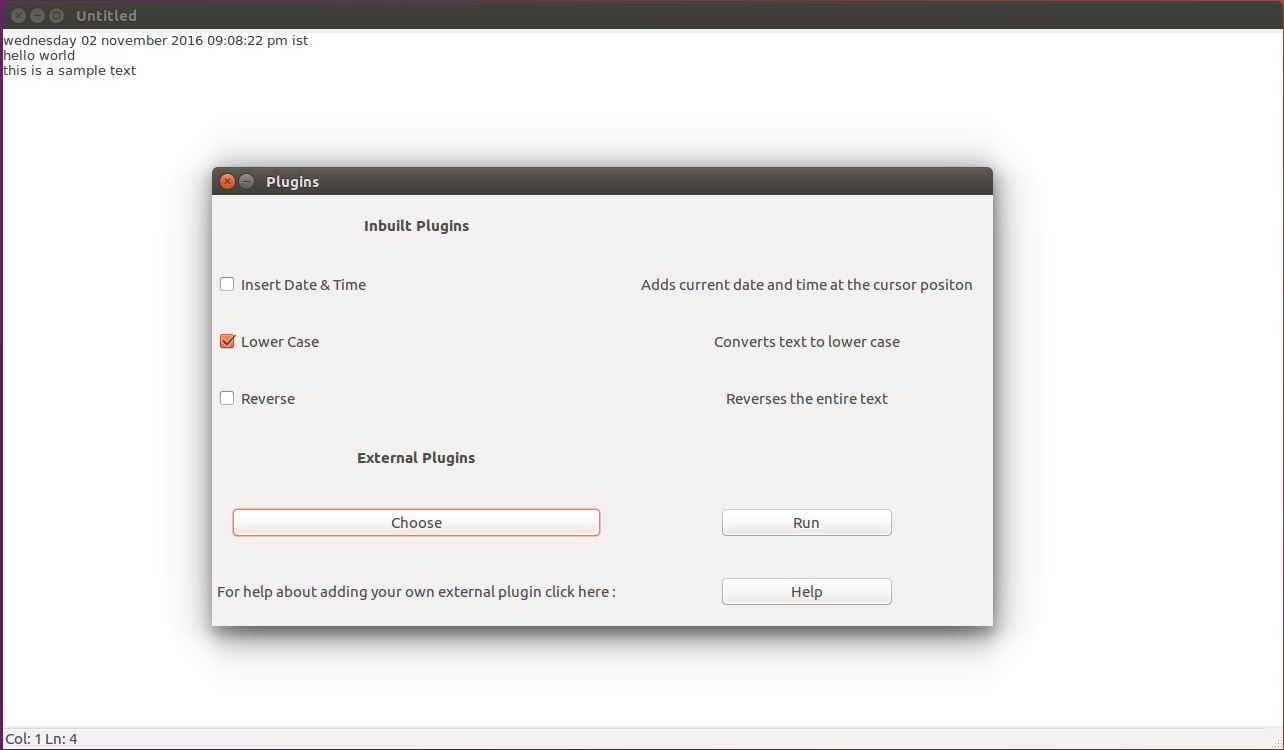 Untitled
wednesday 02 november 2016 09:08:22 pm ist
hello world
this is a sample text
Plugins
Inbuilt Plugins
Insert Date & Time Adds current date and time at the cursor positon
Lower Case Converts text to lower case
Reverse Reverses the entire text
External Plugins
Choose Run
For help about adding your own external plugin click here : Help
Col: 1 Ln: 4